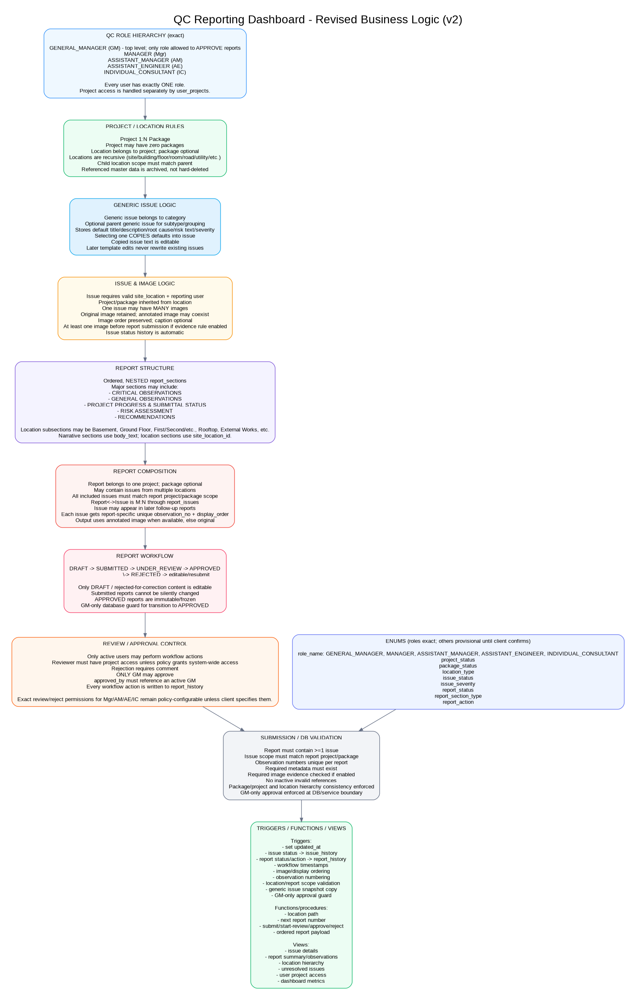 QC Reporting Dashboard - Revised Business Logic (v2)
QC ROLE HIERARCHY (exact)
GENERAL_MANAGER (GM) - top level; only role allowed to APPROVE reports
MANAGER (Mgr)
ASSISTANT_MANAGER (AM)
ASSISTANT_ENGINEER (AE)
INDIVIDUAL_CONSULTANT (IC)
Every user has exactly ONE role.
Project access is handled separately by user_projects.
PROJECT / LOCATION RULES
Project 1:N Package
Project may have zero packages
Location belongs to project; package optional
Locations are recursive (site/building/floor/room/road/utility/etc.)
Child location scope must match parent
Referenced master data is archived, not hard-deleted
GENERIC ISSUE LOGIC
Generic issue belongs to category
Optional parent generic issue for subtype/grouping
Stores default title/description/root cause/risk text/severity
Selecting one COPIES defaults into issue
Copied issue text is editable
Later template edits never rewrite existing issues
ISSUE & IMAGE LOGIC
Issue requires valid site_location + reporting user
Project/package inherited from location
One issue may have MANY images
Original image retained; annotated image may coexist
Image order preserved; caption optional
At least one image before report submission if evidence rule enabled
Issue status history is automatic
REPORT STRUCTURE
Ordered, NESTED report_sections
Major sections may include:
- CRITICAL OBSERVATIONS
- GENERAL OBSERVATIONS
- PROJECT PROGRESS & SUBMITTAL STATUS
- RISK ASSESSMENT
- RECOMMENDATIONS
Location subsections may be Basement, Ground Floor, First/Second/etc., Rooftop, External Works, etc.
Narrative sections use body_text; location sections use site_location_id.
REPORT COMPOSITION
Report belongs to one project; package optional
May contain issues from multiple locations
All included issues must match report project/package scope
Report<->Issue is M:N through report_issues
Issue may appear in later follow-up reports
Each issue gets report-specific unique observation_no + display_order
Output uses annotated image when available, else original
REPORT WORKFLOW
DRAFT -> SUBMITTED -> UNDER_REVIEW -> APPROVED
\-> REJECTED -> editable/resubmit
Only DRAFT / rejected-for-correction content is editable
Submitted reports cannot be silently changed
APPROVED reports are immutable/frozen
GM-only database guard for transition to APPROVED
REVIEW / APPROVAL CONTROL
Only active users may perform workflow actions
Reviewer must have project access unless policy grants system-wide access
Rejection requires comment
ONLY GM may approve
approved_by must reference an active GM
Every workflow action is written to report_history
Exact review/reject permissions for Mgr/AM/AE/IC remain policy-configurable unless client specifies them.
ENUMS (roles exact; others provisional until client confirms)
role_name: GENERAL_MANAGER, MANAGER, ASSISTANT_MANAGER, ASSISTANT_ENGINEER, INDIVIDUAL_CONSULTANT
project_status
package_status
location_type
issue_status
issue_severity
report_status
report_section_type
report_action
SUBMISSION / DB VALIDATION
Report must contain >=1 issue
Issue scope must match report project/package
Observation numbers unique per report
Required metadata must exist
Required image evidence checked if enabled
No inactive invalid references
Package/project and location hierarchy consistency enforced
GM-only approval enforced at DB/service boundary
TRIGGERS / FUNCTIONS / VIEWS
Triggers:
- set updated_at
- issue status -> issue_history
- report status/action -> report_history
- workflow timestamps
- image/display ordering
- observation numbering
- location/report scope validation
- generic issue snapshot copy
- GM-only approval guard
Functions/procedures:
- location path
- next report number
- submit/start-review/approve/reject
- ordered report payload
Views:
- issue details
- report summary/observations
- location hierarchy
- unresolved issues
- user project access
- dashboard metrics